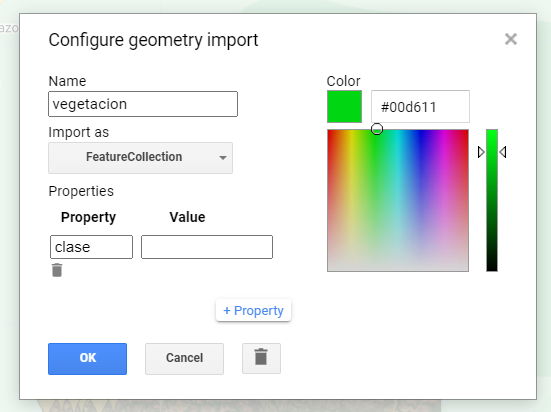 azo
Configure geometry import
Name
vegetacion
Import as
FeatureCollection
Properties
Property Value
clase
+ Property
OK Cancel
Color
#00d611